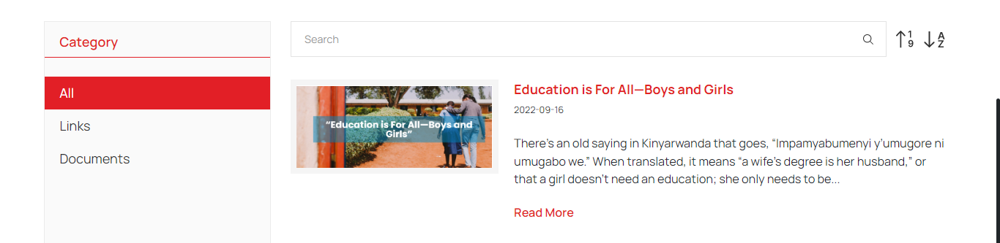 Category
All
Links
Documents
Search
1
9
A
Z
“Education is For All—Boys and
Girls”
Education is For All—Boys and Girls
2022-09-16
There’s an old saying in Kinyarwanda that goes, “Impamyabumenyi y’umugore ni
umugabo we.” When translated, it means “a wife’s degree is her husband,” or
that a girl doesn’t need an education; she only needs to be...
Read More